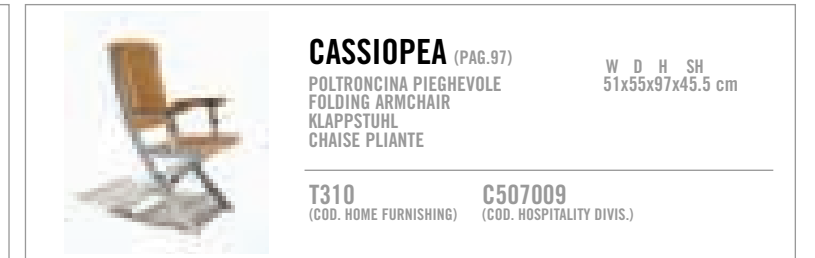 CASSIOPEA (PAG.97)
POLTRONCINA PIEGHEVOLE
FOLDING ARMCHAIR
KLAPPSTUHL
CHAISE PLIANTE
W D H SH
51x55x97x45.5 cm
T310
(COD. HOME FURNISHING)
C507009
(COD. HOSPITALITY DIVIS.)